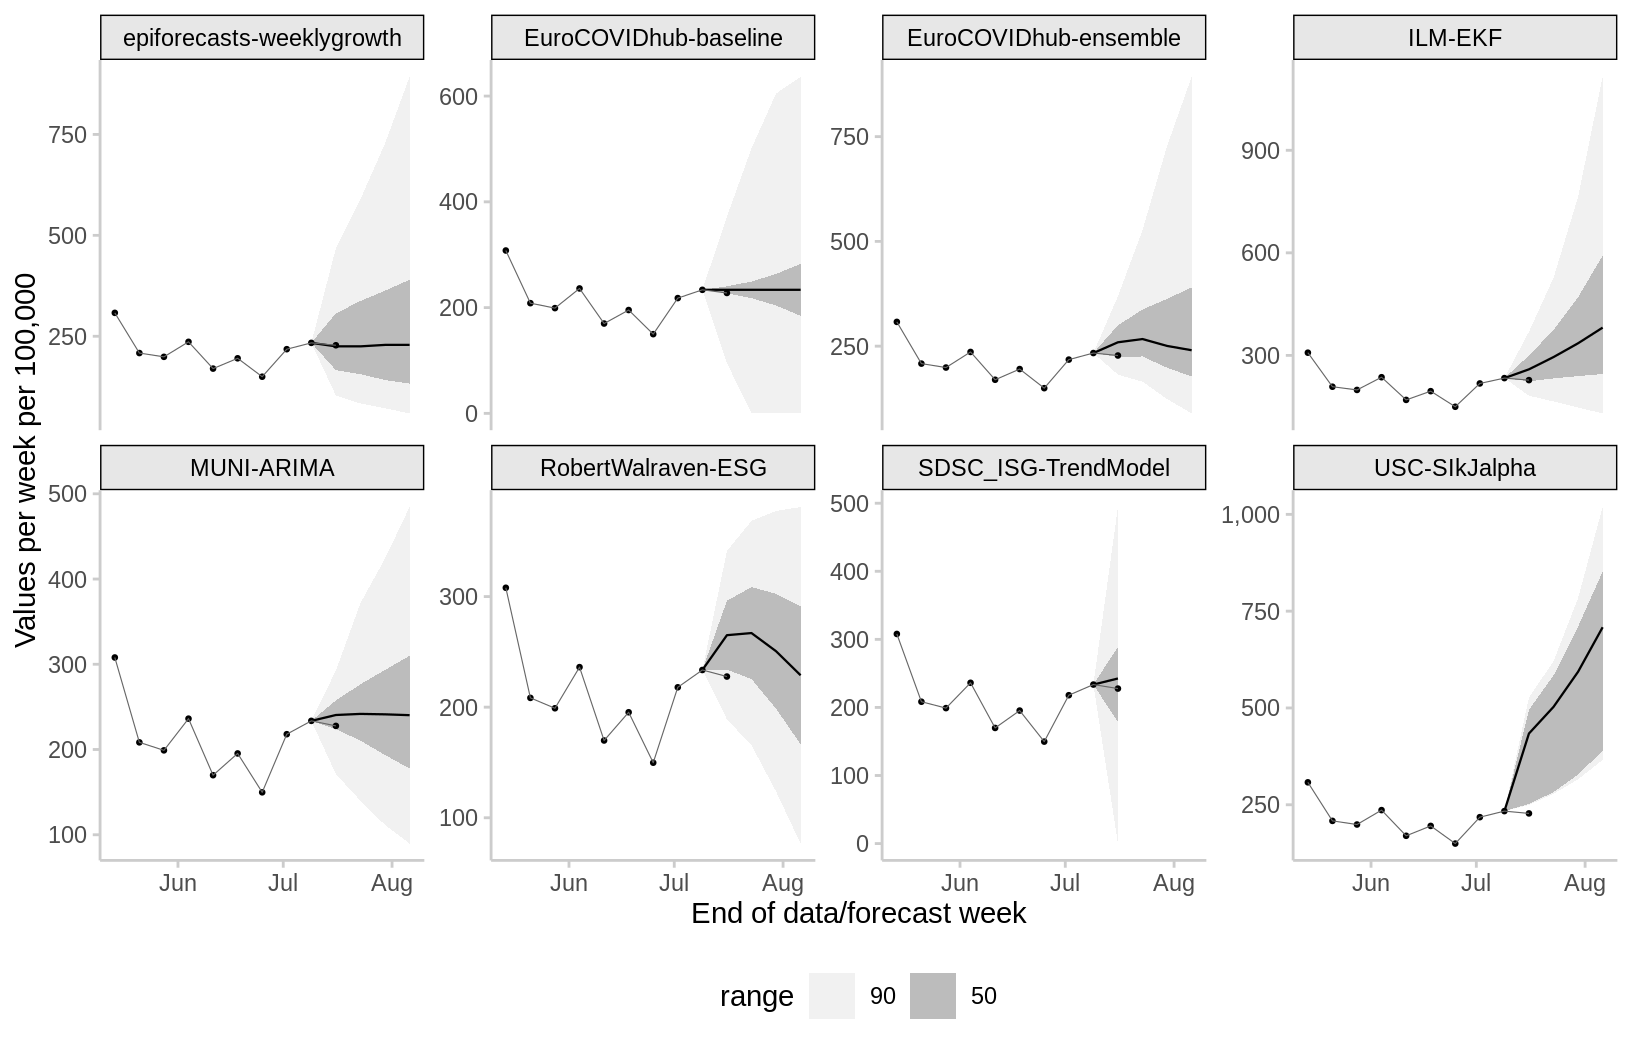 epiforecasts-weeklygrowth
EuroCOVIDhub-baseline
EuroCOVIDhub-ensemble
ILM-EKF
750
500
250
600
400
200
0
750
500
250
900
600
300
Values per week per 100,000
MUNI-ARIMA
RobertWalraven-ESG
SDSC_ISG-TrendModel
USC-SIkJalpha
500
400
300
200
100
300
200
100
500
400
300
200
100
0
1,000
750
500
250
Jun Jul Aug
Jun Jul Aug
Jun Jul Aug
Jun Jul Aug
End of data/forecast week
range 90 50